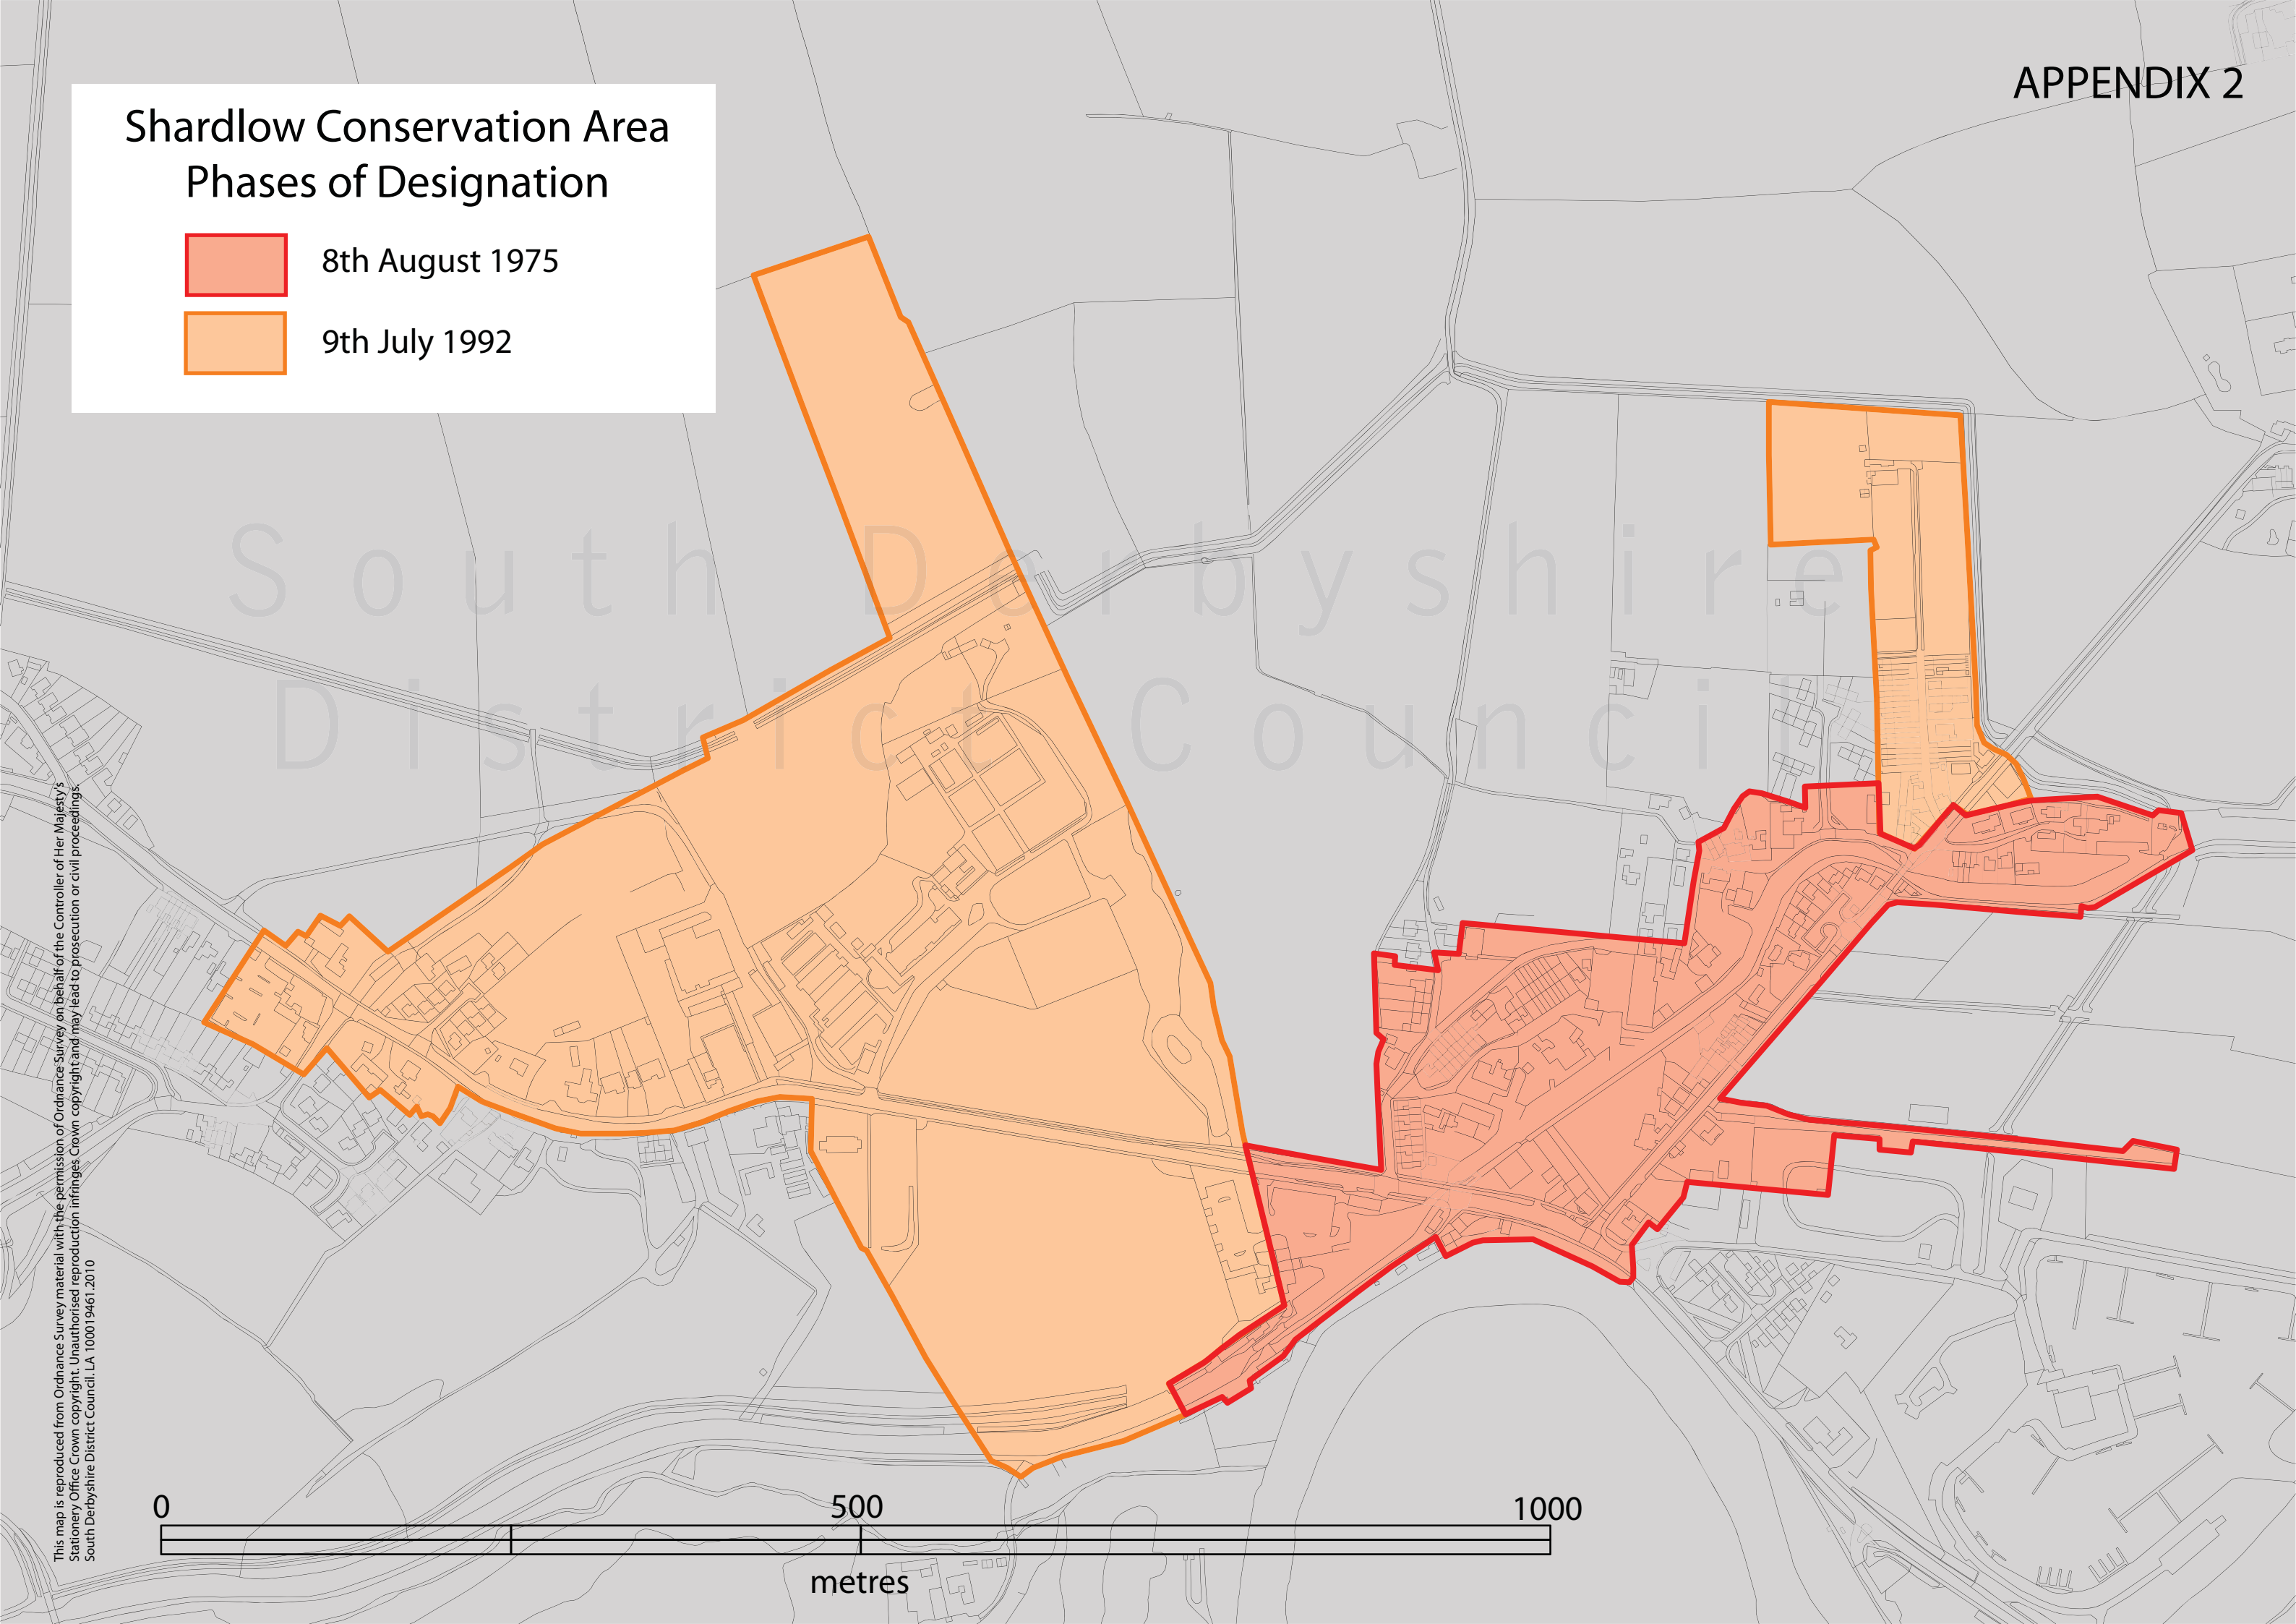 APPENDIX 2
Shardlow Conservation Area
Phases of Designation
8th August 1975
9th July 1992
South Derbyshire
District Council
This map is reproduced from Ordnance Survey material with the permission of Ordnance Survey on behalf of the Controller of Her Majesty's
Stationery Office Crown copyright. Unauthorised reproduction infringes Crown copyright and may lead to prosecution or civil proceedings.
South Derbyshire District Council. LA 100019461.2010
0
500
1000
metres